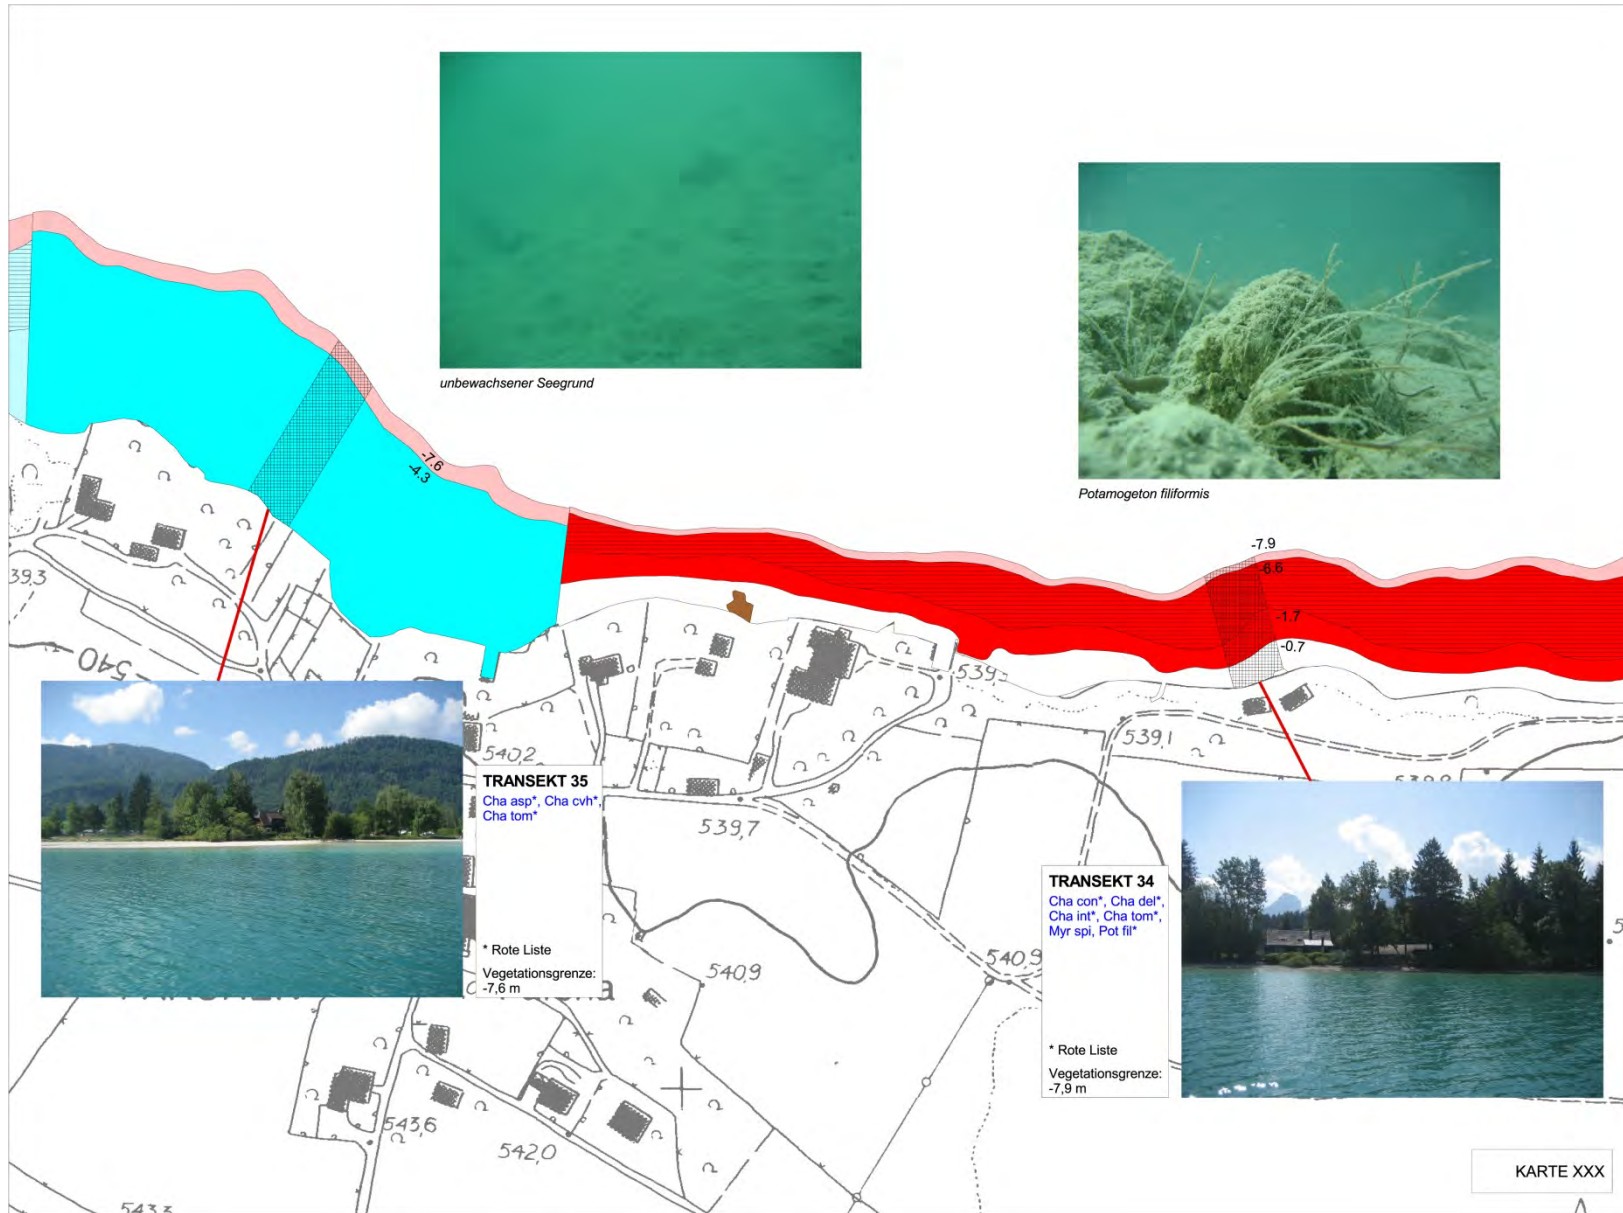 unbewachsener Seegrund
Potamogeton filiformis
-7.6
-4.3
-7.9
-6.6
-1.7
-0.7
39,3
540
539,
539,1
540,2
TRANSEKT 35
Cha asp*, Cha cvh*,
Cha tom*
* Rote Liste
Vegetationsgrenze:
-7,6 m
539,7
TRANSEKT 34
Cha con*, Cha del*,
Cha int*, Cha tom*,
Myr spi, Pot fil*
* Rote Liste
Vegetationsgrenze:
-7,9 m
540,9
540,9
543,6
542,0
543,3
KARTE XXX